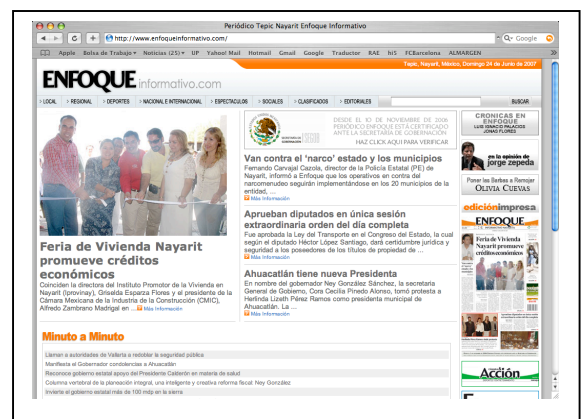 Periódico Tepic Nayarit Enfoque Informativo
http://www.enfoqueinformativo.com/
Google
Apple Bolsa de Trabajo Noticias (25) UP Yahoo! Mail Hotmail Gmail Google Traductor RAE hi5 FCBarcelona ALMARGEN
Tepic, Nayarit, México, Domingo 24 de Junio de 2007
ENFOQUE informativo.com
> LOCAL > REGIONAL > DEPORTES > NACIONALE E INTERNACIONAL > ESPECTACULOS > SOCIALES > CLASIFICADOS > EDITORIALES BUSCAR
DESDE EL 10 DE NOVIEMBRE DE 2006
PERIÓDICO ENFOQUE ESTÁ CERTIFICADO
ANTE LA SECRETARÍA DE GOBERNACIÓN
HAZ CLICK AQUI PARA VERIFICAR
Van contra el 'narco' estado y los municipios
Fernando Carvajal Cazola, director de la Policía Estatal (PE) de
Nayarit, informó a Enfoque que los operativos en contra del
narcomenudeo seguirán implementándose en los 20 municipios de la
entidad, ...
Más Información
Aprueban diputados en única sesión
extraordinaria orden del día completa
Fue aprobada la Ley del Transporte en el Congreso del Estado, la cual
según el diputado Héctor López Santiago, dará certidumbre jurídica y
seguridad a los poseedores de los títulos de propiedad de ...
Más Información
Ahuacatlán tiene nueva Presidenta
En nombre del gobernador Ney González Sánchez, la secretaria
General de Gobierno, Cora Cecilia Pinedo Alonso, tomó protesta a
Herlinda Lizeth Pérez Ramos como presidenta municipal de
Ahuacatlán. La ...
Más Información
Feria de Vivienda Nayarit
promueve créditos
económicos
Coinciden la directora del Instituto Promotor de la Vivienda en
Nayarit (Iprovinay), Griselda Esparza Flores y el presidente de la
Cámara Mexicana de la Industria de la Construcción (CMIC),
Alfredo Zambrano Madrigal en ... Más Información
Minuto a Minuto
Llaman a autoridades de Vallarta a redoblar la seguridad pública
Manifiesta el Gobernador condolencias a Ahuacatlán
Reconoce gobierno estatal apoyo del Presidente Calderón en materia de salud
Columna vertebral de la planeación integral, una inteligente y creativa reforma fiscal: Ney González
Invierte el gobierno estatal más de 100 mdp en la sierra
CRONICAS EN
ENFOQUE
LUIS IGNACIO PALACIOS
JONAS FLORES
en la opinión de
jorge zepeda
Poner las Barbas a Remojar
OLIVIA CUEVAS
ediciónimpresa
ENFOQUE
Feria de Vivienda
Nayarit promueve
créditos económicos
Acción